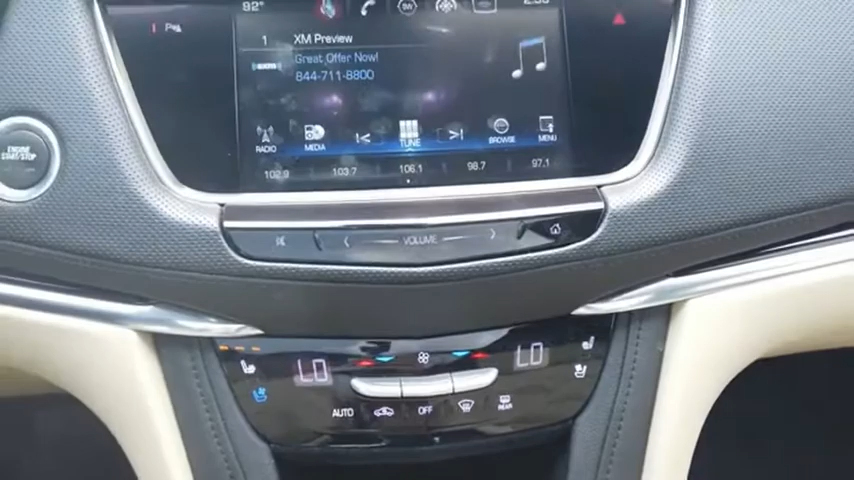 92°
1 XM Preview
Great Offer Now!
844-711-8800
RADIO MEDIA TUNE BROWSE MENU
102.9 103.7 106.1 98.7 97.1
ENGINE
START/STOP
VOLUME
LO LO
AUTO OFF REAR